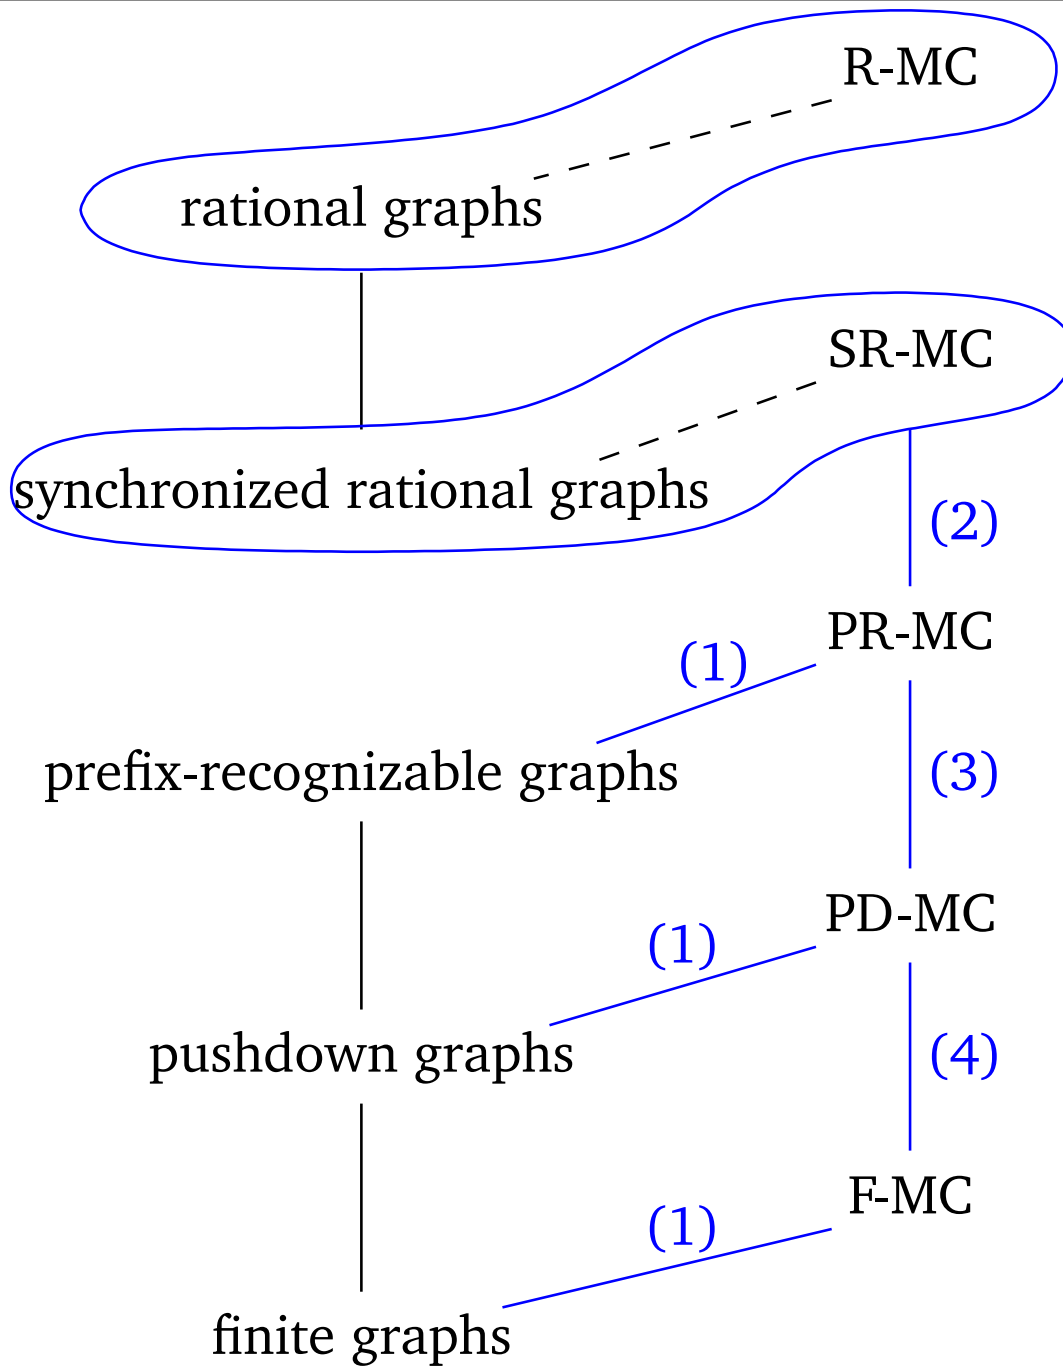 R-MC
rational graphs
SR-MC
synchronized rational graphs
(2)
PR-MC
(1)
prefix-recognizable graphs
(3)
PD-MC
(1)
pushdown graphs
(4)
F-MC
(1)
finite graphs